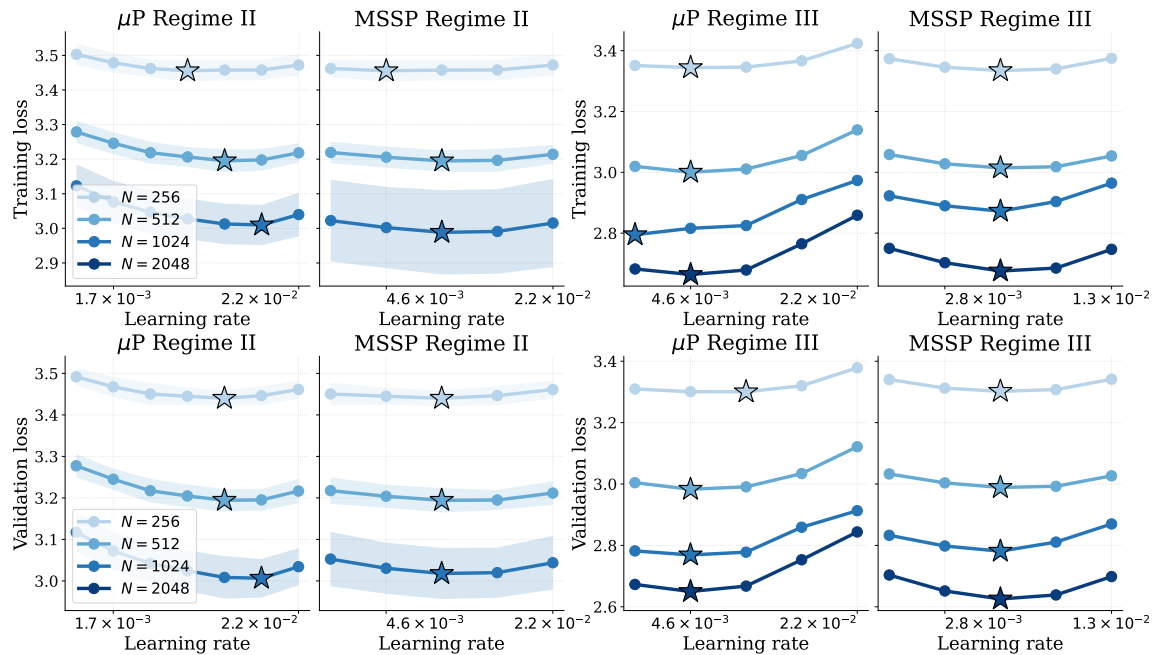 μP Regime II
MSSP Regime II
μP Regime III
MSSP Regime III
Training loss
3.5
3.4
3.3
3.2
3.1
3.0
2.9
N = 256
N = 512
N = 1024
N = 2048
1.7 × 10⁻³
2.2 × 10⁻²
Learning rate
4.6 × 10⁻³
2.2 × 10⁻²
Learning rate
Training loss
3.4
3.2
3.0
2.8
4.6 × 10⁻³
2.2 × 10⁻²
Learning rate
2.8 × 10⁻³
1.3 × 10⁻²
Learning rate
μP Regime II
MSSP Regime II
μP Regime III
MSSP Regime III
Validation loss
3.5
3.4
3.3
3.2
3.1
3.0
N = 256
N = 512
N = 1024
N = 2048
1.7 × 10⁻³
2.2 × 10⁻²
Learning rate
4.6 × 10⁻³
2.2 × 10⁻²
Learning rate
Validation loss
3.4
3.2
3.0
2.8
2.6
4.6 × 10⁻³
2.2 × 10⁻²
Learning rate
2.8 × 10⁻³
1.3 × 10⁻²
Learning rate